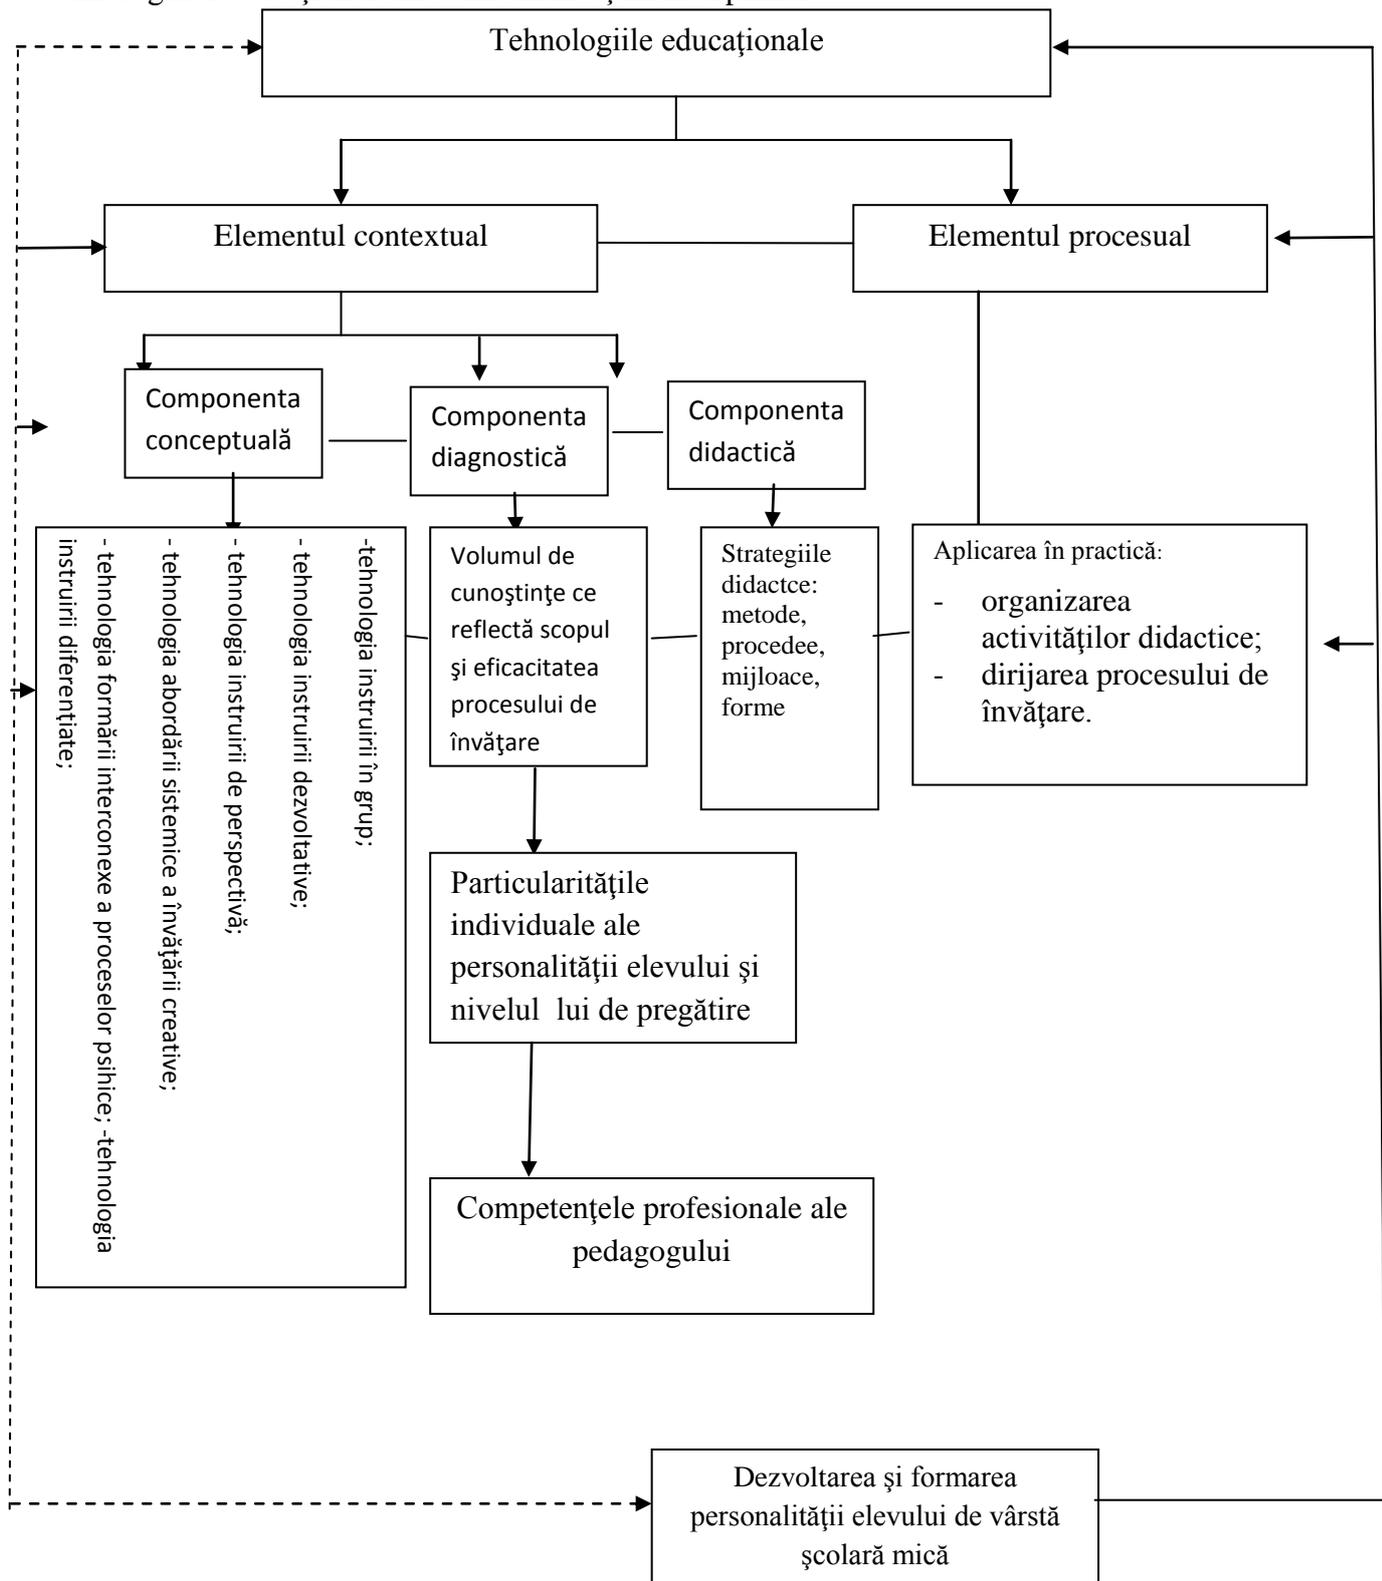 Tehnologiile educaţionale
Elementul contextual
Elementul procesual
Componenta
conceptuală
Componenta
diagnostică
Componenta
didactică
-tehnologia instruirii în grup;
- tehnologia instruirii dezvoltative;
- tehnologia instruirii de perspectivă;
- tehnologia abordării sistemice a învăţării creative;
- tehnologia formării interconexe a proceselor psihice; -tehnologia
instruirii diferenţiate;
Volumul de
cunoştinţe ce
reflectă scopul
şi eficacitatea
procesului de
învăţare
Strategiile
didactce:
metode,
procedee,
mijloace,
forme
Aplicarea în practică:
- organizarea
activităţilor didactice;
- dirijarea procesului de
învăţare.
Particularităţile
individuale ale
personalităţii elevului şi
nivelul lui de pregătire
Competenţele profesionale ale
pedagogului
Dezvoltarea şi formarea
personalităţii elevului de vârstă
şcolară mică